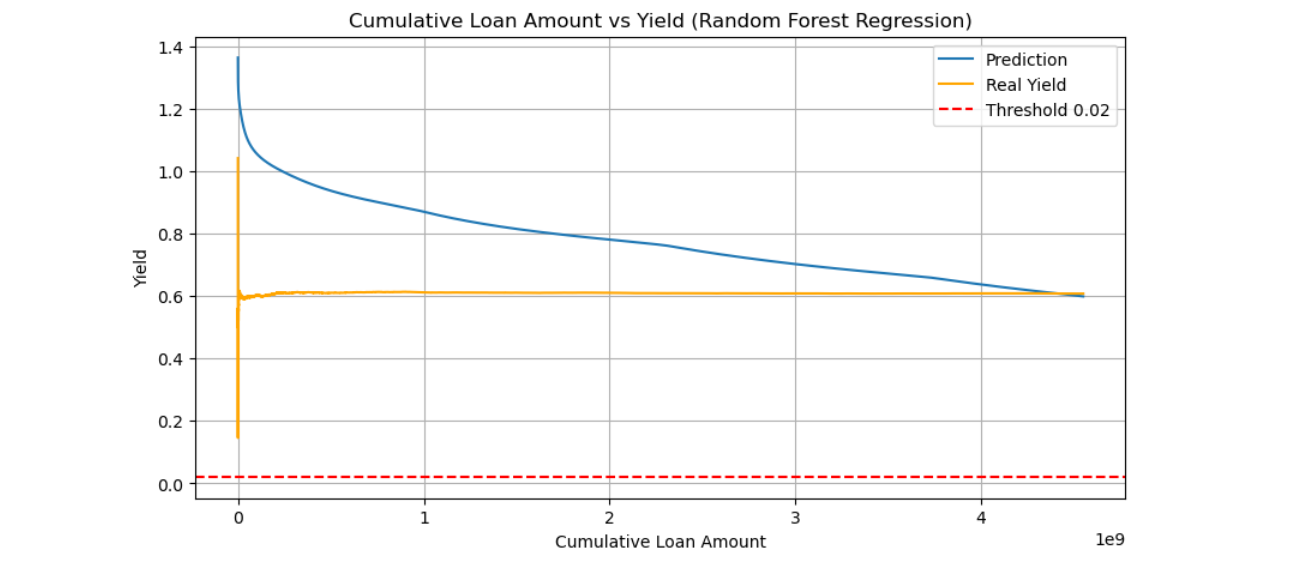 Cumulative Loan Amount vs Yield (Random Forest Regression)
Yield
1.4
1.2
1.0
0.8
0.6
0.4
0.2
0.0
Prediction
Real Yield
Threshold 0.02
0 1 2 3 4
1e9
Cumulative Loan Amount